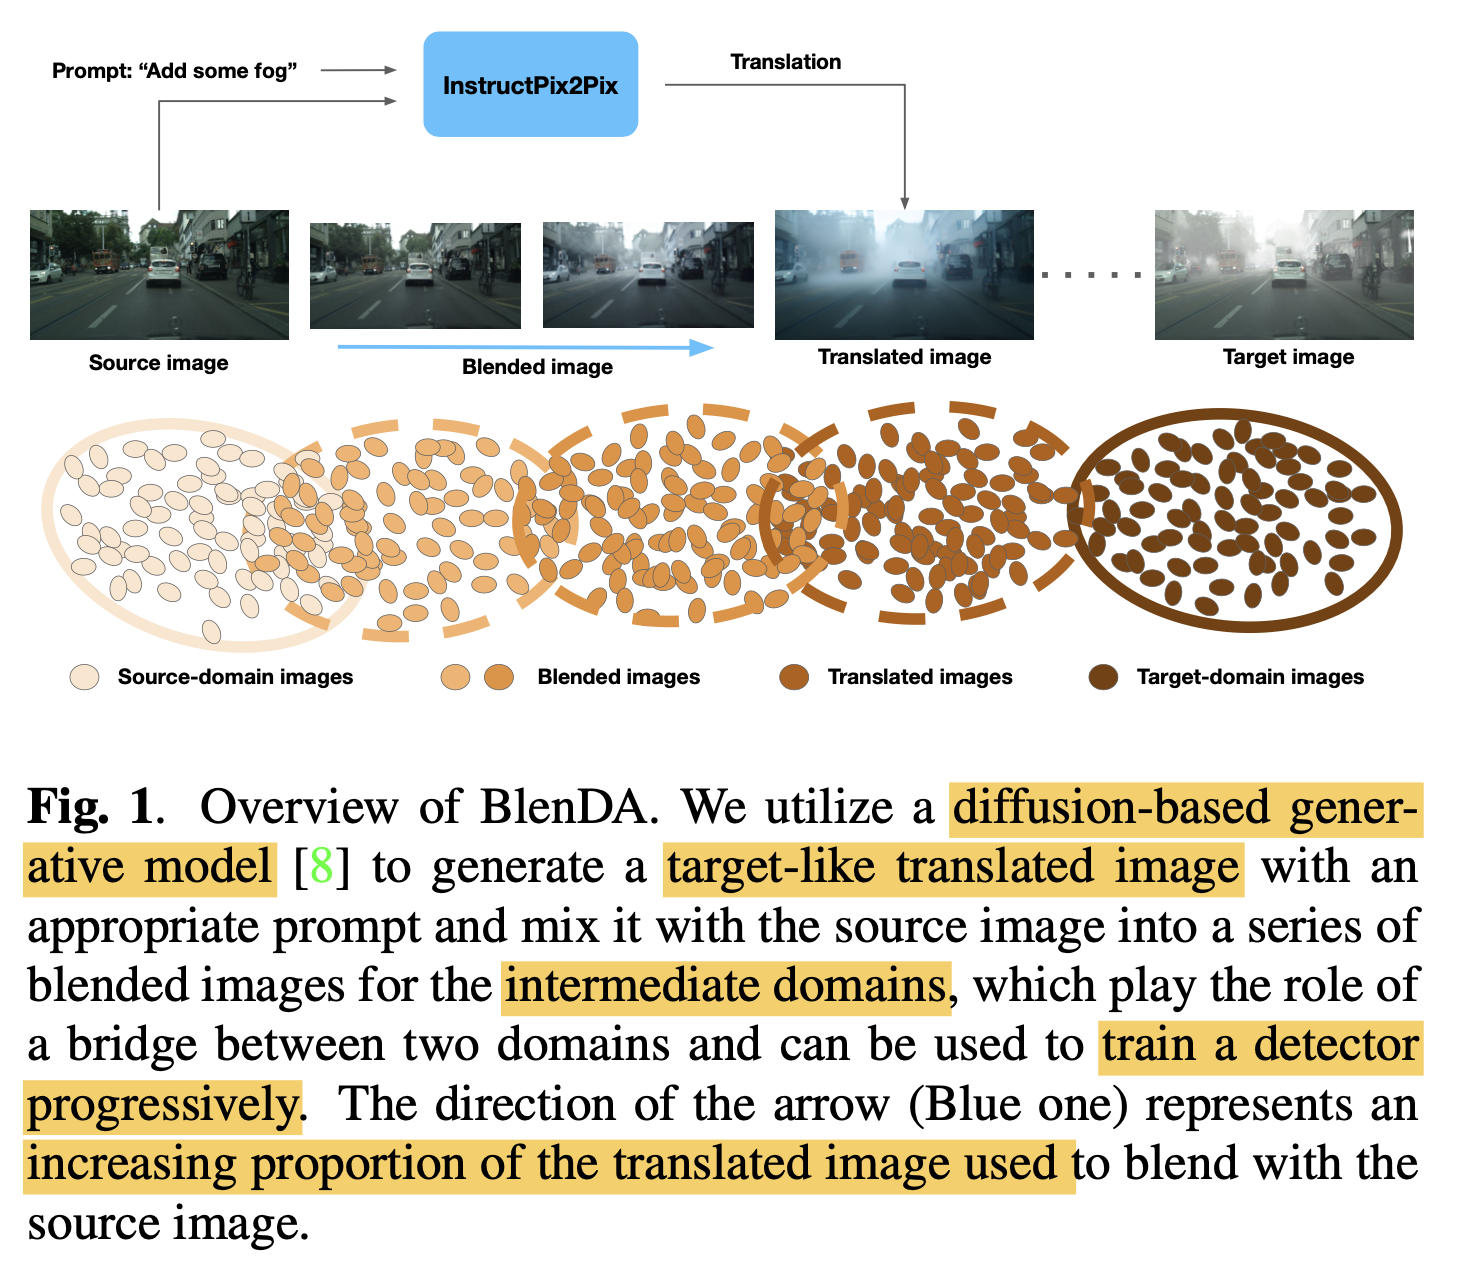 Prompt: “Add some fog”
InstructPix2Pix
Translation
Source image
Blended image
Translated image
Target image
Source-domain images
Blended images
Translated images
Target-domain images
Fig. 1. Overview of BlenDA. We utilize a diffusion-based gener-
ative model [8] to generate a target-like translated image with an
appropriate prompt and mix it with the source image into a series of
blended images for the intermediate domains, which play the role of
a bridge between two domains and can be used to train a detector
progressively. The direction of the arrow (Blue one) represents an
increasing proportion of the translated image used to blend with the
source image.